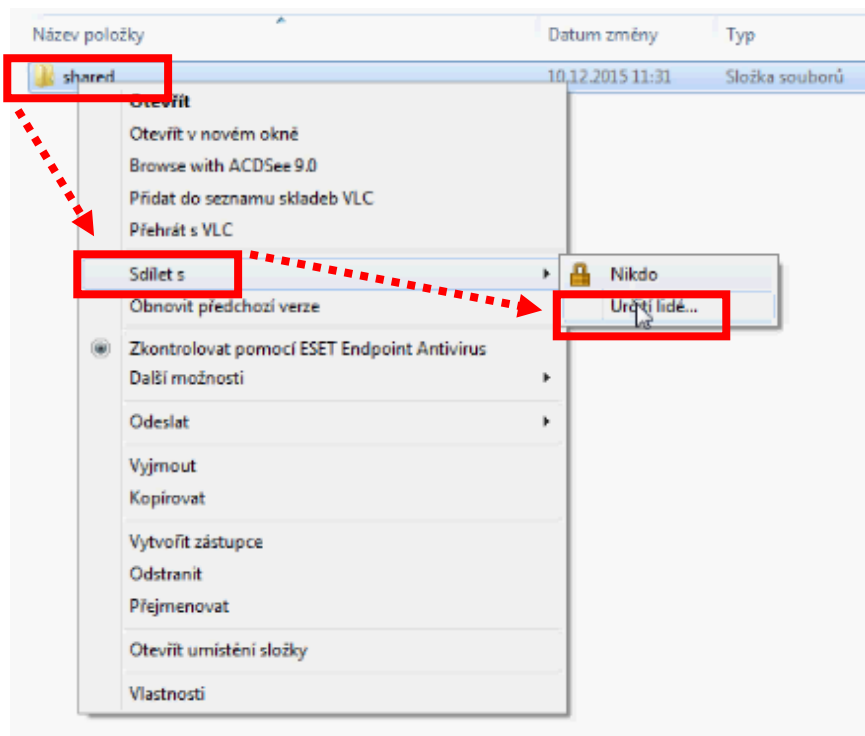 Název položky Datum změny Typ
shared 10.12.2015 11:31 Složka souborů
Otevřít
Otevřít v novém okně
Browse with ACDSee 9.0
Přidat do seznamu skladeb VLC
Přehrát s VLC
Sdílet s
Nikdo
Obnovit předchozí verze
Určití lidé...
Zkontrolovat pomocí ESET Endpoint Antivirus
Další možnosti
Odeslat
Vyjmout
Kopírovat
Vytvořit zástupce
Odstranit
Přejmenovat
Otevřít umístění složky
Vlastnosti